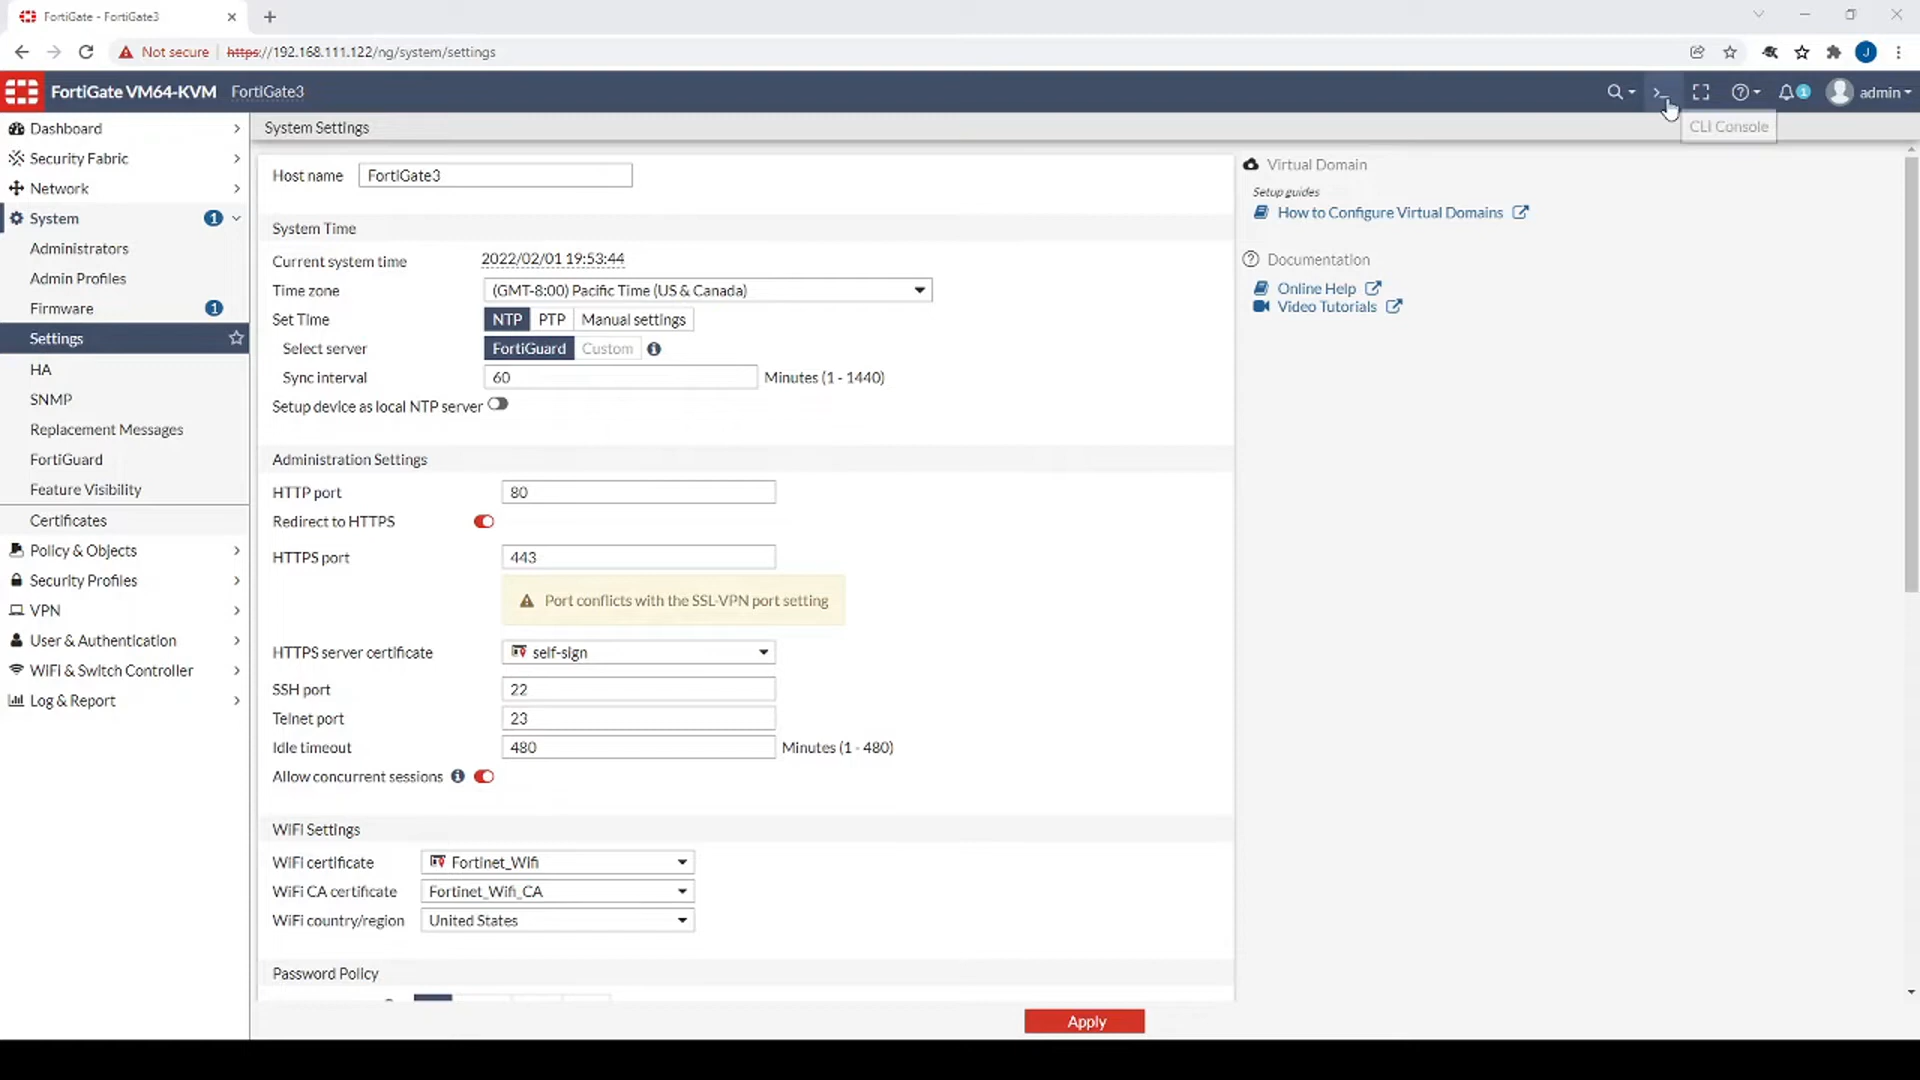 FortiGate - FortiGate3
Not secure https://192.168.111.122/ng/system/settings
J
FortiGate VM64-KVM FortiGate3
1 admin
CLI Console
Dashboard
Security Fabric
Network
System 1
Administrators
Admin Profiles
Firmware 1
Settings
HA
SNMP
Replacement Messages
FortiGuard
Feature Visibility
Certificates
Policy & Objects
Security Profiles
VPN
User & Authentication
WiFi & Switch Controller
Log & Report
System Settings
Host name FortiGate3
System Time
Current system time 2022/02/01 19:53:44
Time zone (GMT-8:00) Pacific Time (US & Canada)
Set Time NTP PTP Manual settings
Select server FortiGuard Custom
Sync interval 60 Minutes (1 - 1440)
Setup device as local NTP server
Administration Settings
HTTP port 80
Redirect to HTTPS
HTTPS port 443
Port conflicts with the SSL-VPN port setting
HTTPS server certificate self-sign
SSH port 22
Telnet port 23
Idle timeout 480 Minutes (1 - 480)
Allow concurrent sessions
WiFi Settings
WiFi certificate Fortinet_Wifi
WiFi CA certificate Fortinet_Wifi_CA
WiFi country/region United States
Password Policy
Apply
Virtual Domain
Setup guides
How to Configure Virtual Domains
Documentation
Online Help
Video Tutorials